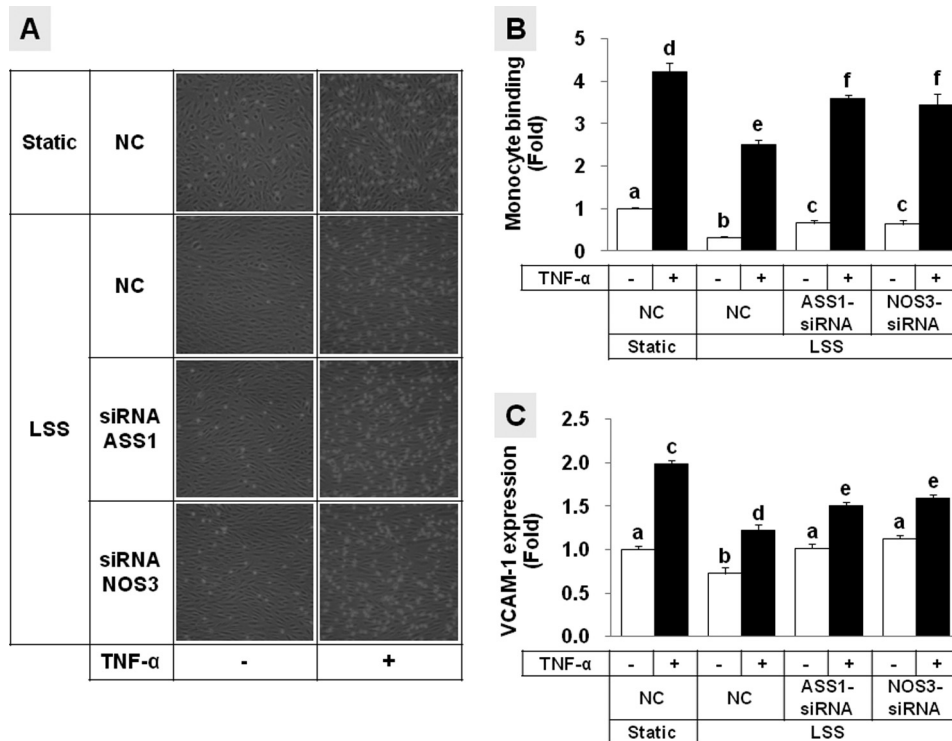 A
Static
NC
LSS
NC
siRNA
ASS1
siRNA
NOS3
TNF-α
-
+
B
Monocyte binding
(Fold)
5
4
3
2
1
0
a
d
b
e
c
f
c
f
TNF-α - + - + - + - +
NC NC ASS1-
siRNA NOS3-
siRNA
Static LSS
C
VCAM-1 expression
(Fold)
2.5
2.0
1.5
1.0
0.5
0.0
a
c
b
d
a
e
a
e
TNF-α - + - + - + - +
NC NC ASS1-
siRNA NOS3-
siRNA
Static LSS